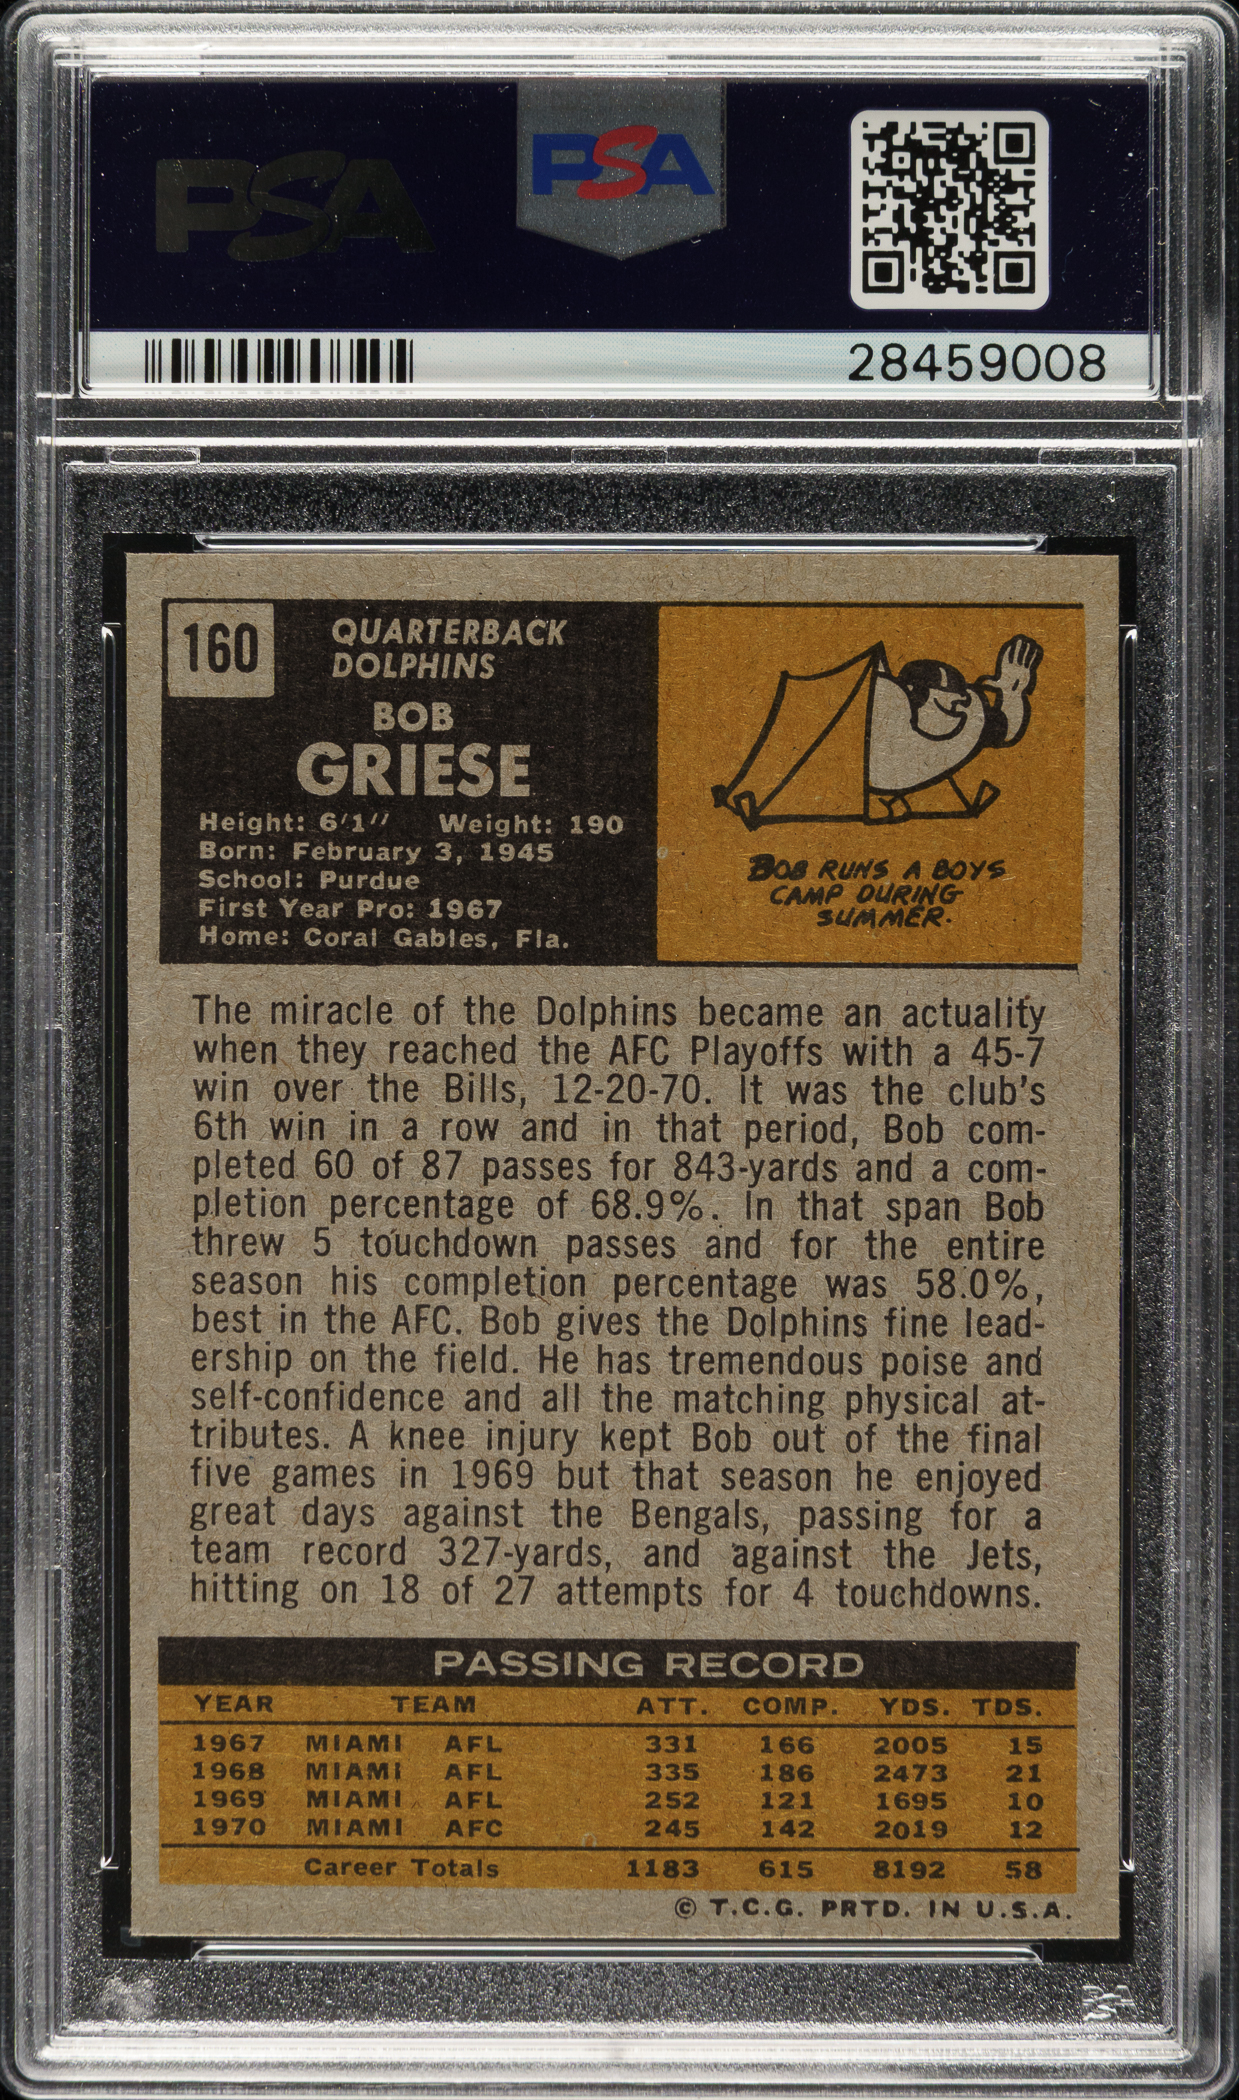 PSA
PSA
28459008
160
QUARTERBACK
DOLPHINS
BOB
GRIESE
Height: 6'1" Weight: 190
Born: February 3, 1945
School: Purdue
First Year Pro: 1967
Home: Coral Gables, Fla.
BOB RUNS A BOYS
CAMP DURING
SUMMER.
The miracle of the Dolphins became an actuality
when they reached the AFC Playoffs with a 45-7
win over the Bills, 12-20-70. It was the club's
6th win in a row and in that period, Bob com-
pleted 60 of 87 passes for 843-yards and a com-
pletion percentage of 68.9%. In that span Bob
threw 5 touchdown passes and for the entire
season his completion percentage was 58.0%,
best in the AFC. Bob gives the Dolphins fine lead-
ership on the field. He has tremendous poise and
self-confidence and all the matching physical at-
tributes. A knee injury kept Bob out of the final
five games in 1969 but that season he enjoyed
great days against the Bengals, passing for a
team record 327-yards, and against the Jets,
hitting on 18 of 27 attempts for 4 touchdowns.
PASSING RECORD
YEAR TEAM ATT. COMP. YDS. TDS.
1967 MIAMI AFL 331 166 2005 15
1968 MIAMI AFL 335 186 2473 21
1969 MIAMI AFL 252 121 1695 10
1970 MIAMI AFC 245 142 2019 12
Career Totals 1183 615 8192 58
© T.C.G. PRTD. IN U.S.A.
PSA